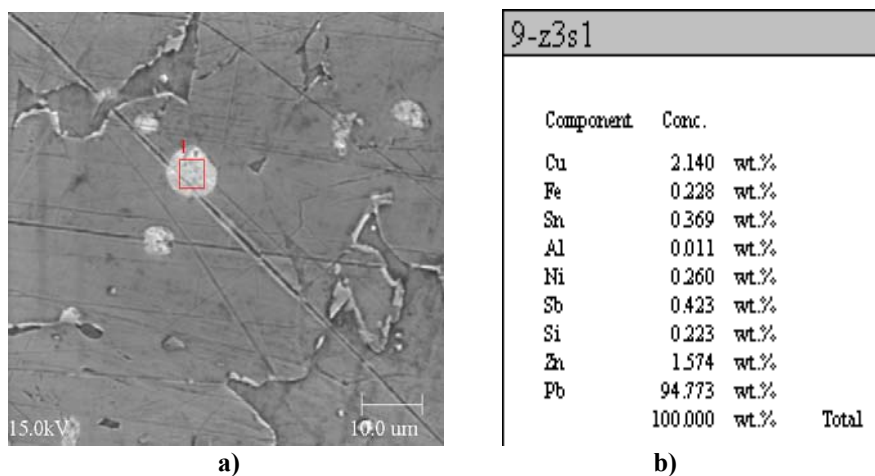 1
15.0kV
10.0 um
a)
9-z3s1
Component Conc.
Cu 2.140 wt.%
Fe 0.228 wt.%
Sn 0.369 wt.%
Al 0.011 wt.%
Ni 0.260 wt.%
Sb 0.423 wt.%
Si 0.223 wt.%
Zn 1.574 wt.%
Pb 94.773 wt.%
100.000 wt.% Total
b)